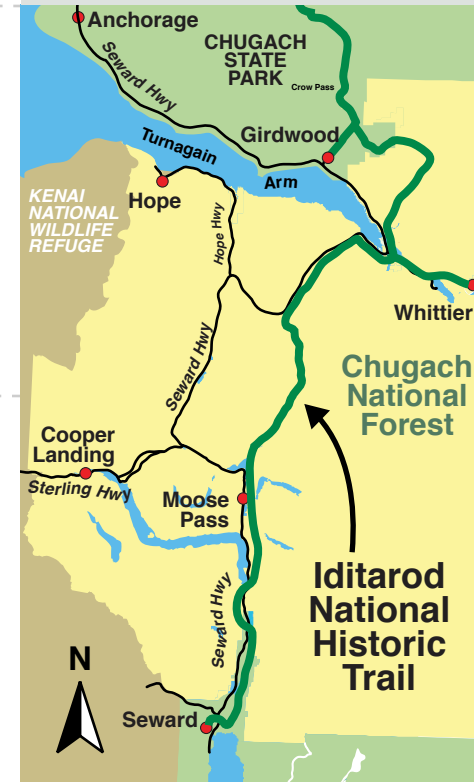 Anchorage
Seward Hwy
CHUGACH
STATE
PARK
Crow Pass
Girdwood
Turnagain
Arm
Hope
Hope Hwy
KENAI
NATIONAL
WILDLIFE
REFUGE
Whittier
Seward Hwy
Chugach
National
Forest
Cooper
Landing
Sterling Hwy
Moose
Pass
Seward Hwy
Iditarod
National
Historic
Trail
N
Seward